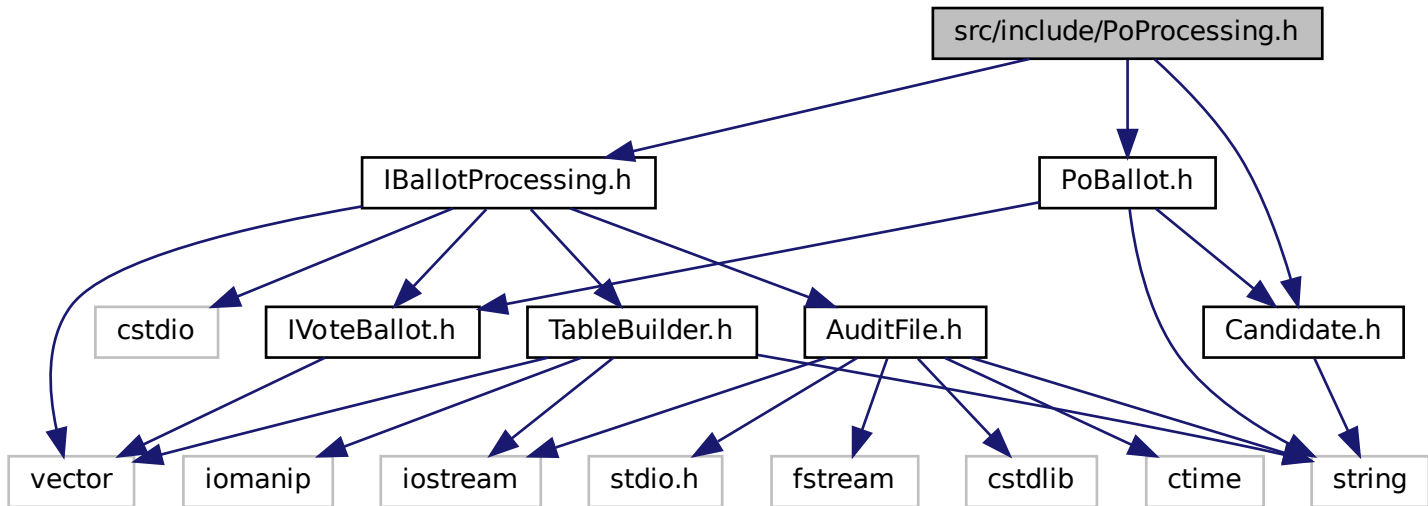 src/include/PoProcessing.h
IBallotProcessing.h
PoBallot.h
cstdio
IVoteBallot.h
TableBuilder.h
AuditFile.h
Candidate.h
vector
iomanip
iostream
stdio.h
fstream
cstdlib
ctime
string